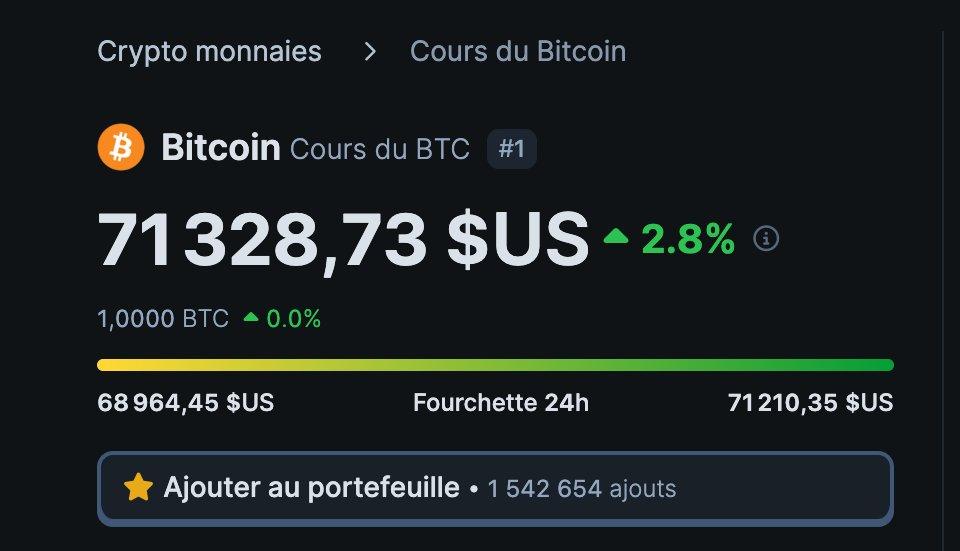 Crypto monnaies > Cours du Bitcoin
Bitcoin Cours du BTC #1
71 328,73 $US ▲ 2.8%
1,0000 BTC ▲ 0.0%
68 964,45 $US Fourchette 24h 71 210,35 $US
Ajouter au portefeuille • 1 542 654 ajouts